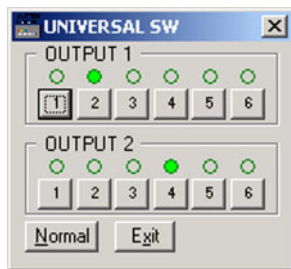 UNIVERSAL SW
OUTPUT 1
1 2 3 4 5 6
OUTPUT 2
1 2 3 4 5 6
Normal Exit